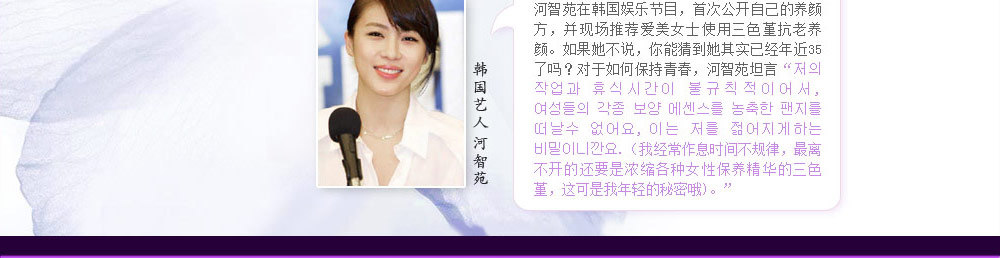 韩国艺人河智苑
河智苑在韩国娱乐节目，首次公开自己的养颜
方，并现场推荐爱美女士使用三色堇抗老养
颜。如果她不说，你能猜到她其实已经年近35
了吗？对于如何保持青春，河智苑坦言“저의
작업과 휴식시간이 불규칙적이어서,
여성들의 각종 보양 에센스를 농축한 팬지를
떠날수 없어요, 이는 저를 젊어지게하는
비밀이니깐요.（我经常作息时间不规律，最离
不开的还要是浓缩各种女性保养精华的三色
堇，这可是我年轻的秘密哦)。”